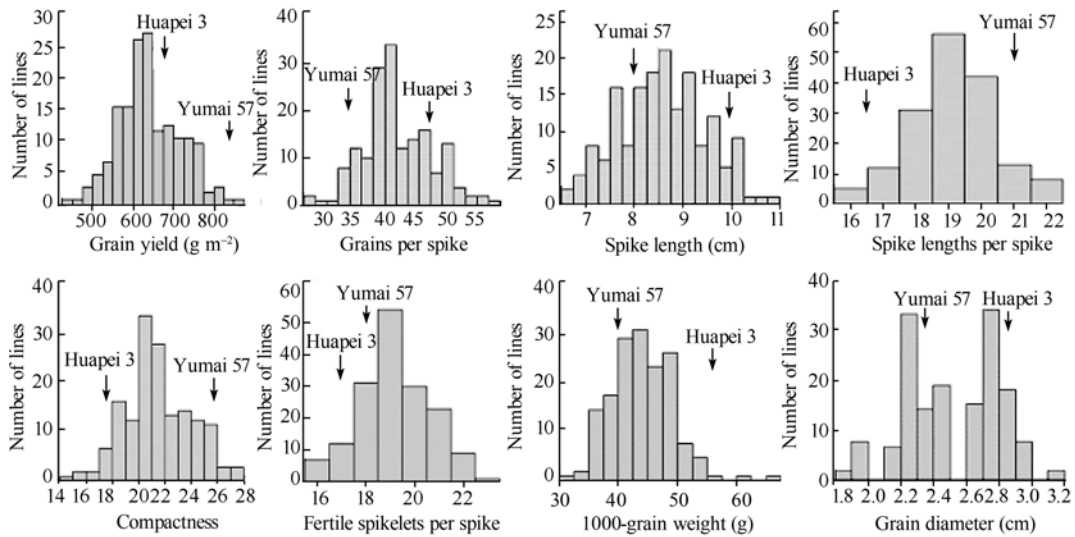 Number of lines
30
25
20
15
10
5
0
Huapei 3
Yumai 57
500 600 700 800
Grain yield (g m⁻²)
Number of lines
40
30
20
10
0
Yumai 57
Huapei 3
30 35 40 45 50 55
Grains per spike
Number of lines
25
20
15
10
5
0
Yumai 57
Huapei 3
7 8 9 10 11
Spike length (cm)
Number of lines
60
50
40
30
20
10
0
Yumai 57
Huapei 3
16 17 18 19 20 21 22
Spike lengths per spike
Number of lines
40
30
20
10
0
Huapei 3
Yumai 57
14 16 18 20 22 24 26 28
Compactness
Number of lines
60
50
40
30
20
10
0
Yumai 57
Huapei 3
16 18 20 22
Fertile spikelets per spike
Number of lines
40
30
20
10
0
Yumai 57
Huapei 3
30 40 50 60
1000-grain weight (g)
Number of lines
40
30
20
10
0
Yumai 57
Huapei 3
1.8 2.0 2.2 2.4 2.6 2.8 3.0 3.2
Grain diameter (cm)